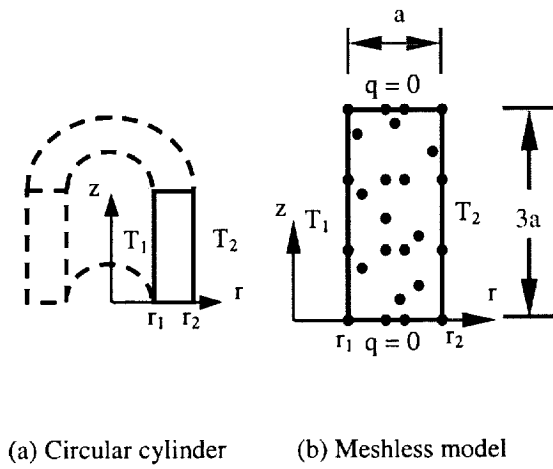 a
q = 0
z
T1
T2
r
r1
r2
z
T1
T2
3a
r
r1
q = 0
r2
(a) Circular cylinder
(b) Meshless model